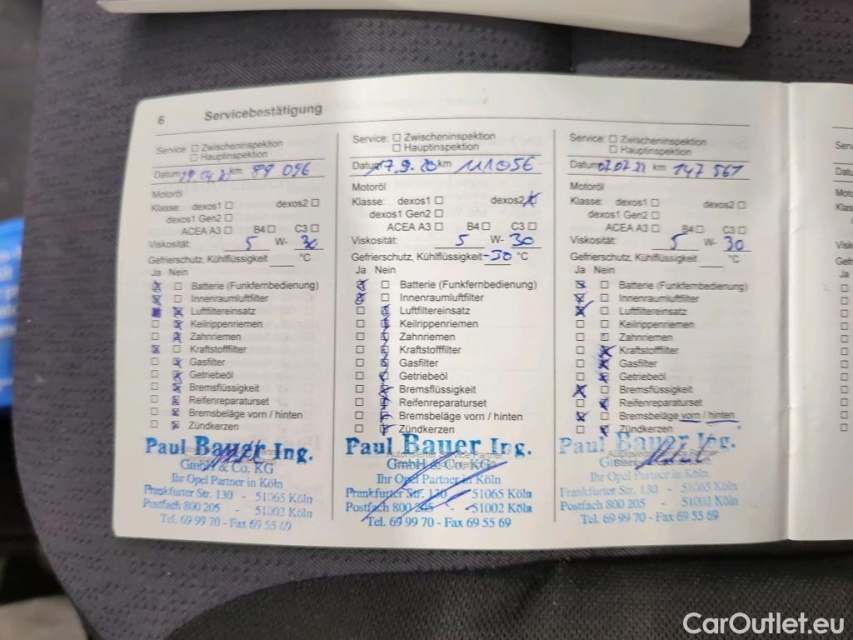 6 Servicebestätigung
Service: ☐ Zwischeninspektion
☐ Hauptinspektion
Datum km 89 096
Motoröl
Klasse: dexos1 ☐ dexos2 ☐
dexos1 Gen2 ☐
ACEA A3 ☐ B4 ☐ C3 ☐
Viskosität: 5 W- 30
Gefrierschutz, Kühlflüssigkeit °C
Ja Nein
Batterie (Funkfernbedienung)
Innenraumluftfilter
Luftfiltereinsatz
Keilrippenriemen
Zahnriemen
Kraftstofffilter
Gasfilter
Getriebeöl
Bremsflüssigkeit
Reifenreparaturset
Bremsbeläge vorn / hinten
Zündkerzen
Paul Bauer Ing.
GmbH & Co. KG
Ihr Opel Partner in Köln
Frankfurter Str. 130 - 51065 Köln
Postfach 800 205 - 51002 Köln
Tel. 69 99 70 - Fax 69 55 69
Service: ☐ Zwischeninspektion
☐ Hauptinspektion
Datum 17.9.20 km 111056
Motoröl
Klasse: dexos1 ☐ dexos2
dexos1 Gen2 ☐
ACEA A3 ☐ B4 ☐ C3 ☐
Viskosität: 5 W- 30
Gefrierschutz, Kühlflüssigkeit -30 °C
Ja Nein
Batterie (Funkfernbedienung)
Innenraumluftfilter
Luftfiltereinsatz
Keilrippenriemen
Zahnriemen
Kraftstofffilter
Gasfilter
Getriebeöl
Bremsflüssigkeit
Reifenreparaturset
Bremsbeläge vorn / hinten
Zündkerzen
Paul Bauer Ing.
GmbH & Co. KG
Ihr Opel Partner in Köln
Frankfurter Str. 130 - 51065 Köln
Postfach 800 205 - 51002 Köln
Tel. 69 99 70 - Fax 69 55 69
Service: ☐ Zwischeninspektion
☐ Hauptinspektion
Datum 07.07.21 km 147 561
Motoröl
Klasse: dexos1 ☐ dexos2 ☐
dexos1 Gen2 ☐
ACEA A3 ☐ B4 ☐ C3 ☐
Viskosität: 5 W- 30
Gefrierschutz, Kühlflüssigkeit °C
Ja Nein
Batterie (Funkfernbedienung)
Innenraumluftfilter
Luftfiltereinsatz
Keilrippenriemen
Zahnriemen
Kraftstofffilter
Gasfilter
Getriebeöl
Bremsflüssigkeit
Reifenreparaturset
Bremsbeläge vorn / hinten
Zündkerzen
Paul Bauer Ing.
GmbH & Co. KG
Ihr Opel Partner in Köln
Frankfurter Str. 130 - 51065 Köln
Postfach 800 205 - 51002 Köln
Tel. 69 99 70 - Fax 69 55 69
CarOutlet.eu